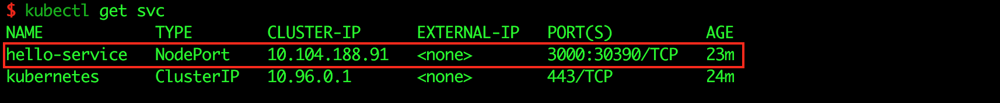 $ kubectl get svc
NAME TYPE CLUSTER-IP EXTERNAL-IP PORT(S) AGE
hello-service NodePort 10.104.188.91 <none> 3000:30390/TCP 23m
kubernetes ClusterIP 10.96.0.1 <none> 443/TCP 24m